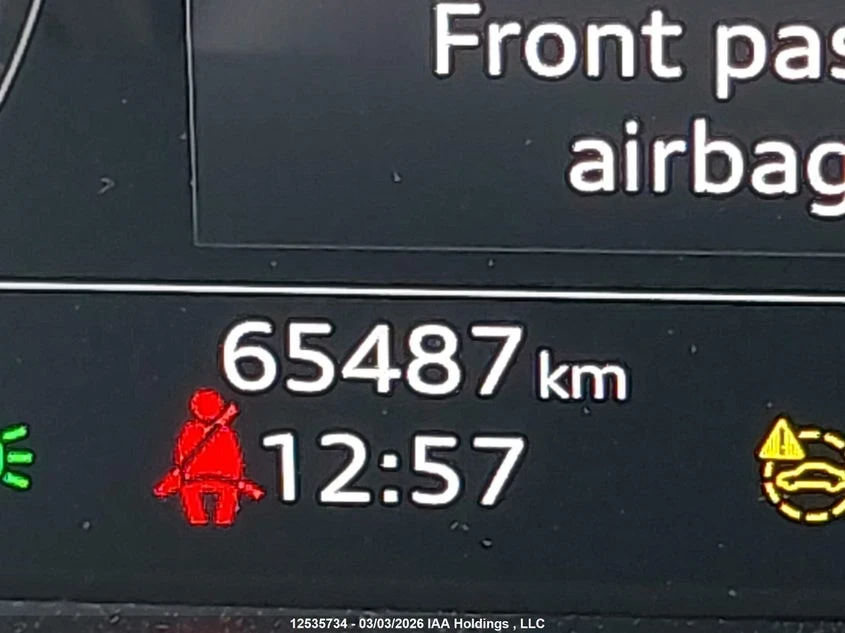 Front pas
airbag
65487 km
12:57
12535734 - 03/03/2026 IAA Holdings , LLC